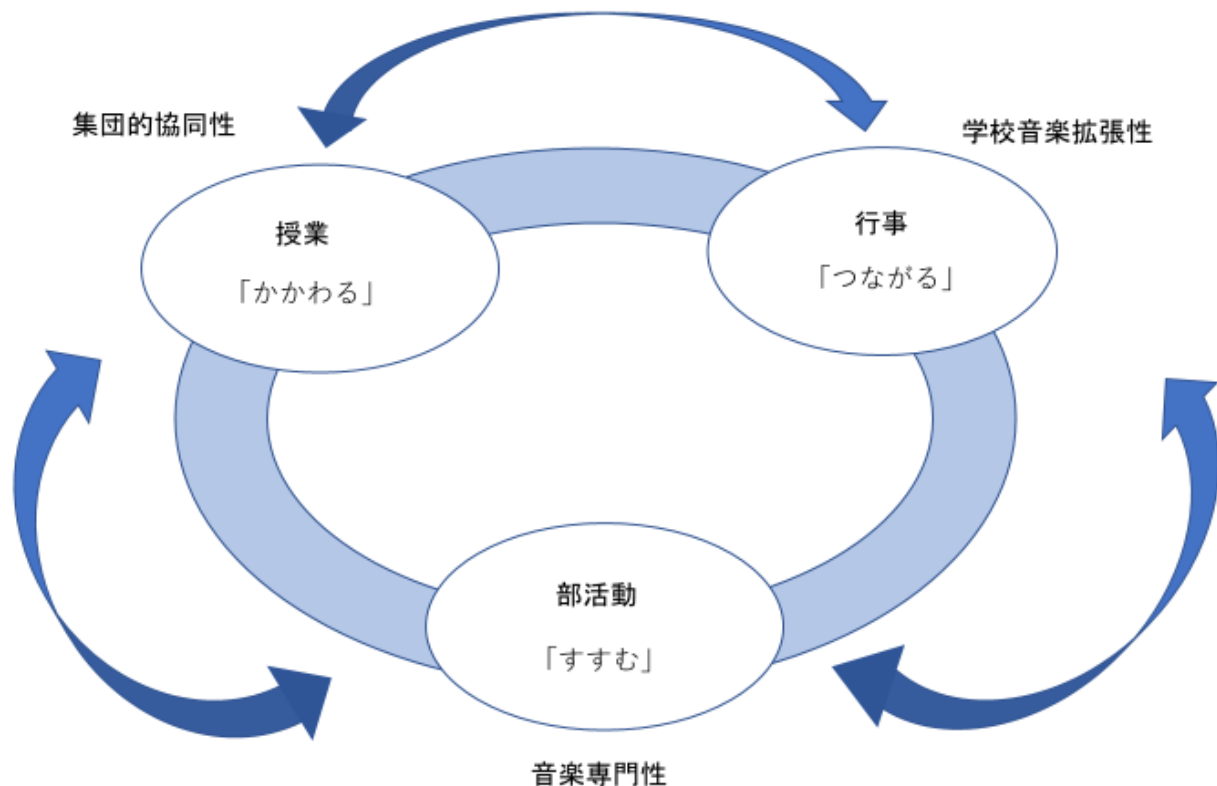 集団的協同性
学校音楽拡張性
授業
「かかわる」
行事
「つながる」
部活動
「すすむ」
音楽専門性